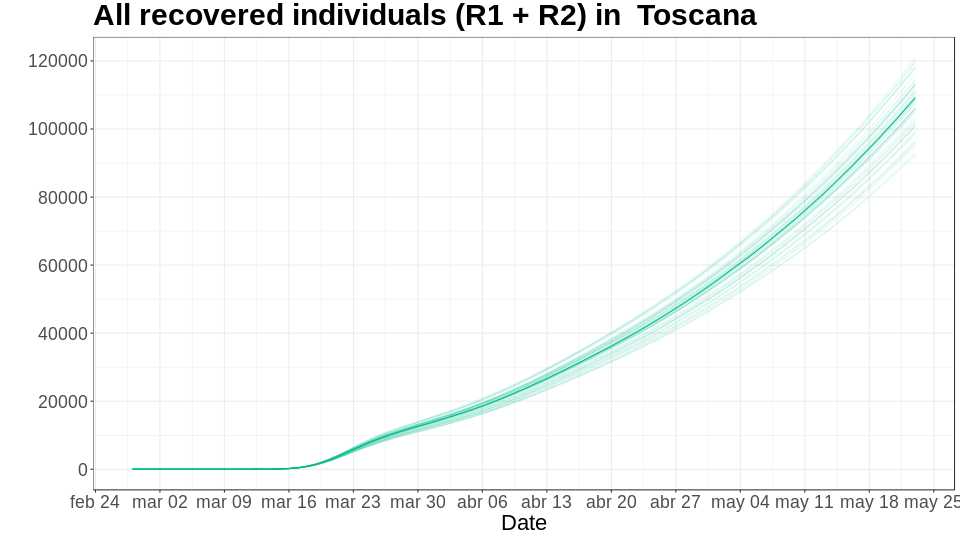 All recovered individuals (R1 + R2) in  Toscana
120000
100000
80000
60000
40000
20000
0
feb 24 mar 02 mar 09 mar 16 mar 23 mar 30 abr 06 abr 13 abr 20 abr 27 may 04 may 11 may 18 may 25
Date